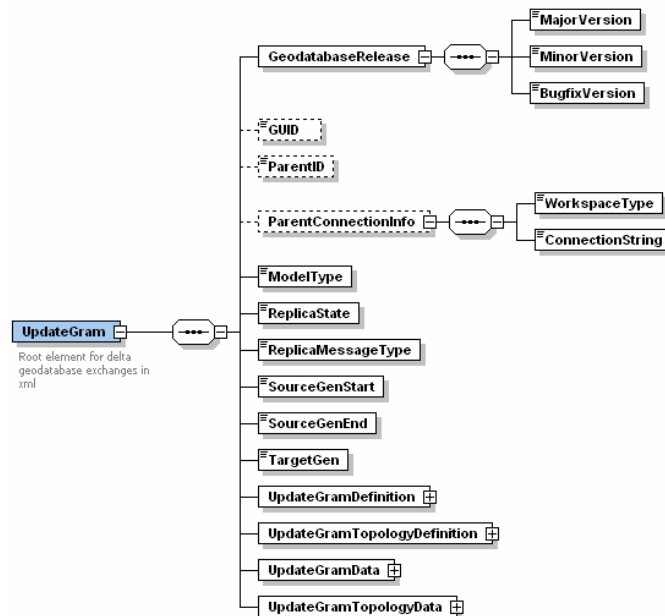 MajorVersion
GeodatabaseRelease
MinorVersion
BugfixVersion
GUID
ParentID
WorkspaceType
ParentConnectionInfo
ConnectionString
ModelType
ReplicaState
UpdateGram
Root element for delta
geodatabase exchanges in
xml
ReplicaMessageType
SourceGenStart
SourceGenEnd
TargetGen
UpdateGramDefinition
UpdateGramTopologyDefinition
UpdateGramData
UpdateGramTopologyData